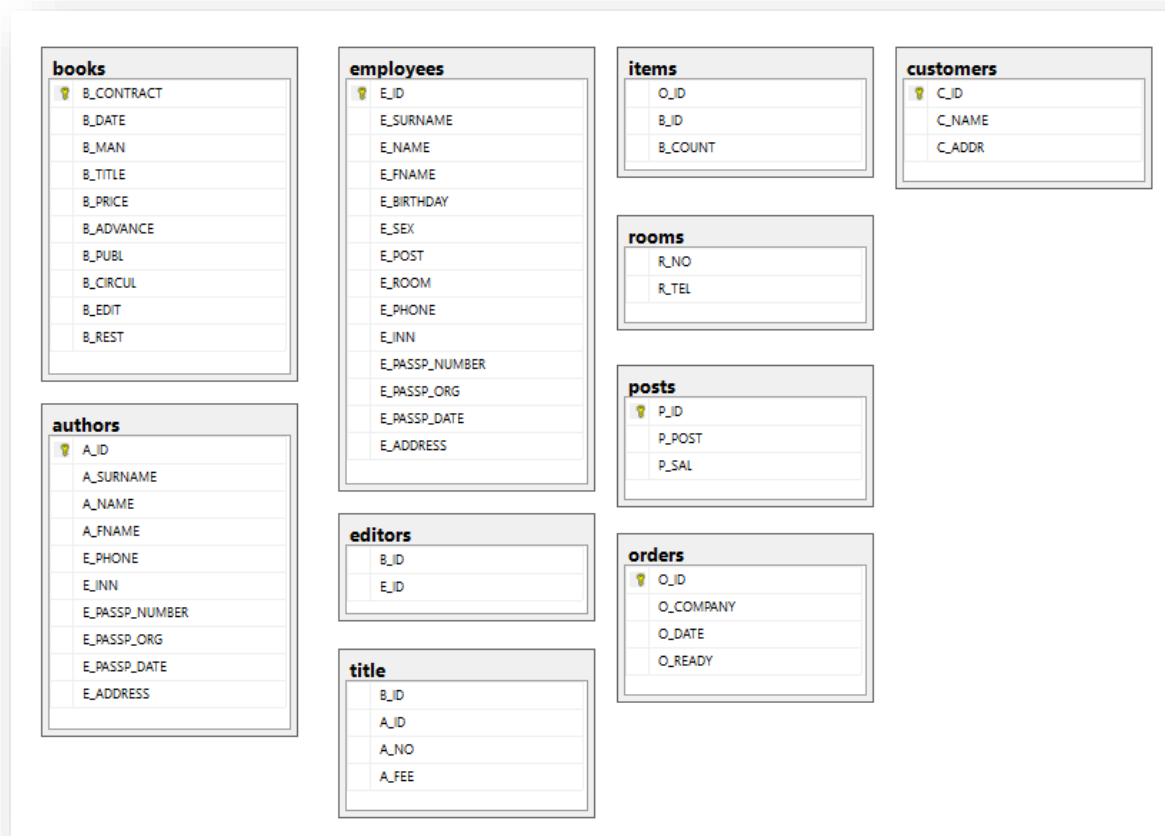 books
B_CONTRACT
B_DATE
B_MAN
B_TITLE
B_PRICE
B_ADVANCE
B_PUBL
B_CIRCUL
B_EDIT
B_REST
authors
A_ID
A_SURNAME
A_NAME
A_FNAME
E_PHONE
E_INN
E_PASSP_NUMBER
E_PASSP_ORG
E_PASSP_DATE
E_ADDRESS
employees
E_ID
E_SURNAME
E_NAME
E_FNAME
E_BIRTHDAY
E_SEX
E_POST
E_ROOM
E_PHONE
E_INN
E_PASSP_NUMBER
E_PASSP_ORG
E_PASSP_DATE
E_ADDRESS
editors
B_ID
E_ID
title
B_ID
A_ID
A_NO
A_FEE
items
O_ID
B_ID
B_COUNT
rooms
R_NO
R_TEL
posts
P_ID
P_POST
P_SAL
orders
O_ID
O_COMPANY
O_DATE
O_READY
customers
C_ID
C_NAME
C_ADDR